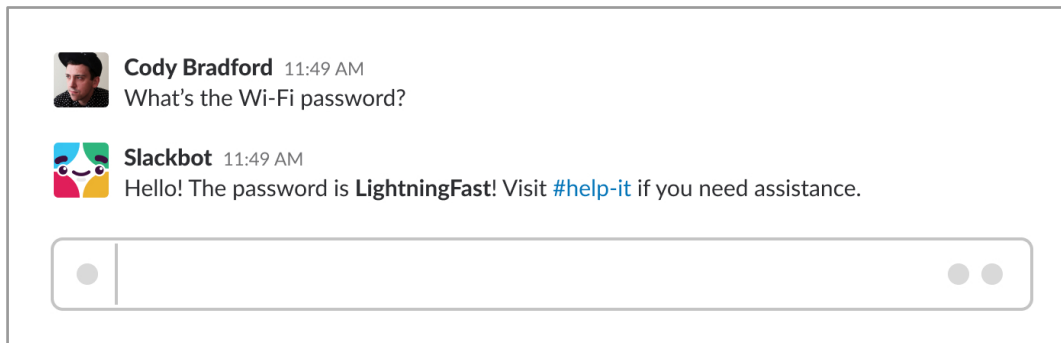 Cody Bradford 11:49 AM
What’s the Wi-Fi password?
Slackbot 11:49 AM
Hello! The password is LightningFast! Visit #help-it if you need assistance.